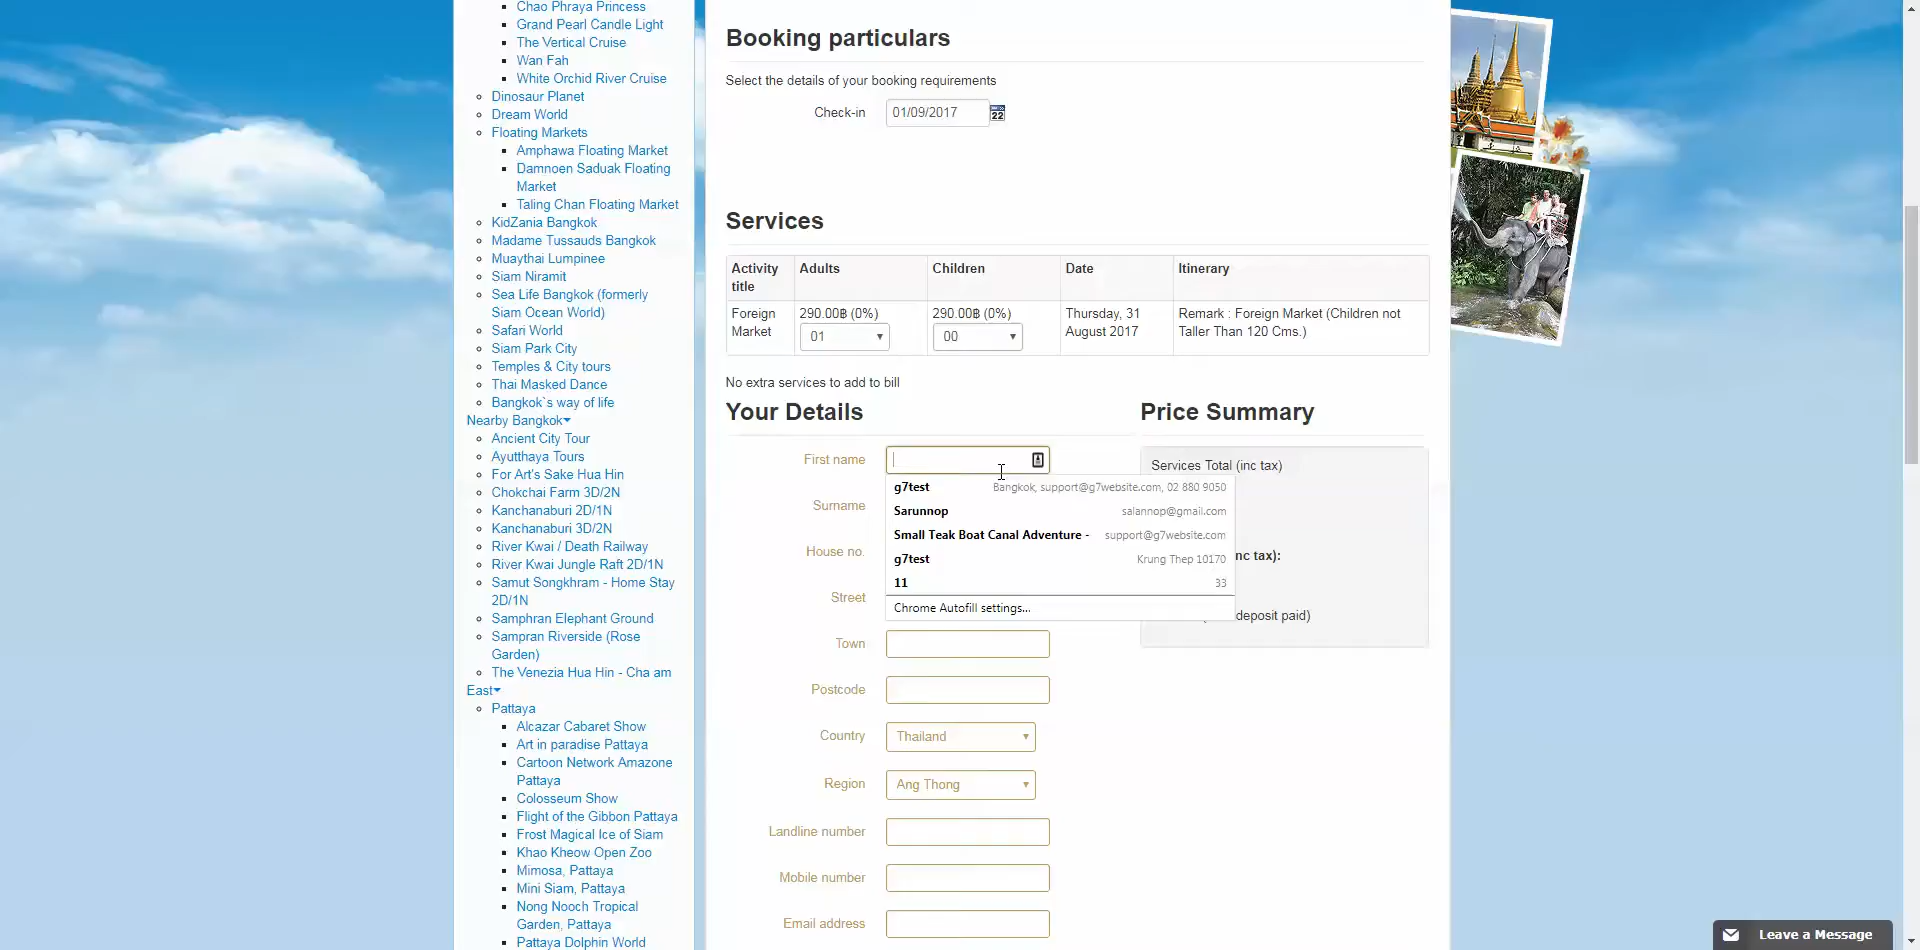 Chao Phraya Princess
Grand Pearl Candle Light
The Vertical Cruise
Wan Fah
White Orchid River Cruise
Dinosaur Planet
Dream World
Floating Markets
Amphawa Floating Market
Damnoen Saduak Floating
Market
Taling Chan Floating Market
KidZania Bangkok
Madame Tussauds Bangkok
Muaythai Lumpinee
Siam Niramit
Sea Life Bangkok (formerly
Siam Ocean World)
Safari World
Siam Park City
Temples & City tours
Thai Masked Dance
Bangkok`s way of life
Nearby Bangkok
Ancient City Tour
Ayutthaya Tours
For Art's Sake Hua Hin
Chokchai Farm 3D/2N
Kanchanaburi 2D/1N
Kanchanaburi 3D/2N
River Kwai / Death Railway
River Kwai Jungle Raft 2D/1N
Samut Songkhram - Home Stay
2D/1N
Samphran Elephant Ground
Sampran Riverside (Rose
Garden)
The Venezia Hua Hin - Cha am
East
Pattaya
Alcazar Cabaret Show
Art in paradise Pattaya
Cartoon Network Amazone
Pattaya
Colosseum Show
Flight of the Gibbon Pattaya
Frost Magical Ice of Siam
Khao Kheow Open Zoo
Mimosa, Pattaya
Mini Siam, Pattaya
Nong Nooch Tropical
Garden, Pattaya
Pattaya Dolphin World
Booking particulars
Select the details of your booking requirements
Check-in 01/09/2017 22
Services
Activity title Adults Children Date Itinerary
Foreign Market 290.00฿ (0%) 290.00฿ (0%) Thursday, 31 Remark : Foreign Market (Children not
01 00 August 2017 Taller Than 120 Cms.)
No extra services to add to bill
Your Details
First name
g7test Bangkok, support@g7website.com, 02 880 9050
Sarunnop salannop@gmail.com
Small Teak Boat Canal Adventure - support@g7website.com
g7test Krung Thep 10170
11 33
Chrome Autofill settings...
Surname
House no.
Street
Town
Postcode
Country Thailand
Region Ang Thong
Landline number
Mobile number
Email address
Price Summary
Services Total (inc tax)
nc tax):
deposit paid)
Leave a Message